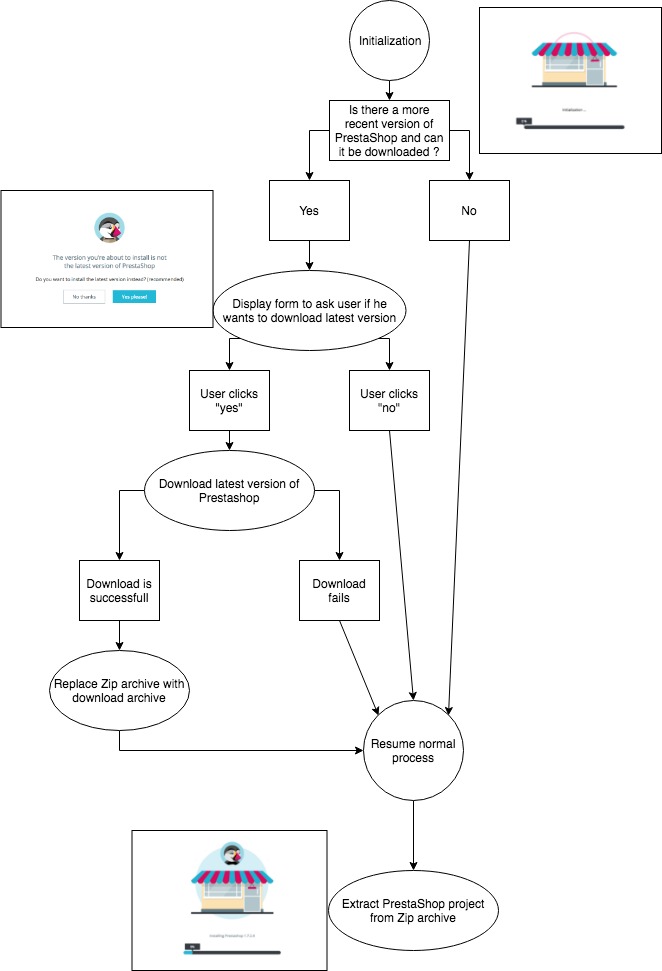 Initialization
Is there a more
recent version of
PrestaShop and can
it be downloaded ?
Initialization ...
Yes
No
The version you're about to install is not
the latest version of PrestaShop
Do you want to install the latest version instead? (recommended)
No thanks
Yes please!
Display form to ask user if he
wants to download latest version
User clicks
"yes"
User clicks
"no"
Download latest version of
Prestashop
Download is
successfull
Download
fails
Replace Zip archive with
download archive
Resume normal
process
Extract PrestaShop project
from Zip archive